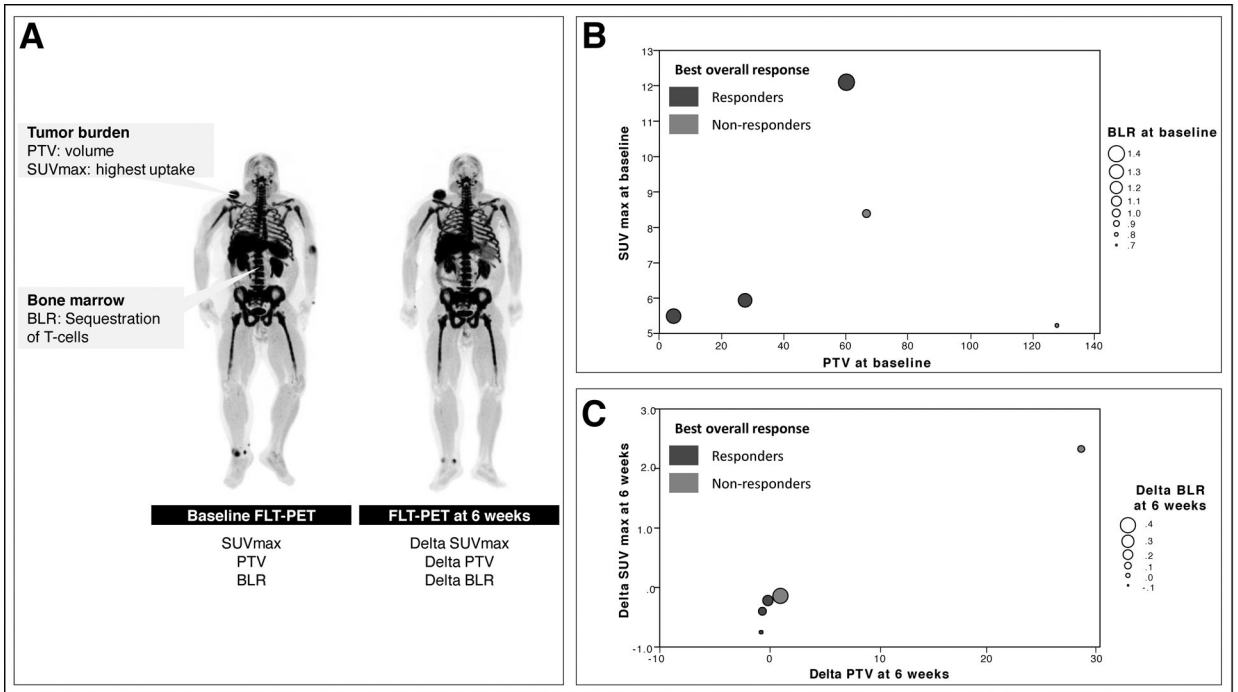 A
Tumor burden
PTV: volume
SUVmax: highest uptake
Bone marrow
BLR: Sequestration
of T-cells
Baseline FLT-PET
SUVmax
PTV
BLR
FLT-PET at 6 weeks
Delta SUVmax
Delta PTV
Delta BLR
B
SUV max at baseline
13
12
11
10
9
8
7
6
5
Best overall response
Responders
Non-responders
0
20
40
60
80
100
120
140
PTV at baseline
BLR at baseline
1.4
1.3
1.2
1.1
1.0
.9
.8
.7
C
Delta SUV max at 6 weeks
3.0
2.0
1.0
.0
-1.0
Best overall response
Responders
Non-responders
-10
0
10
20
30
Delta PTV at 6 weeks
Delta BLR
at 6 weeks
.4
.3
.2
.1
.0
-.1